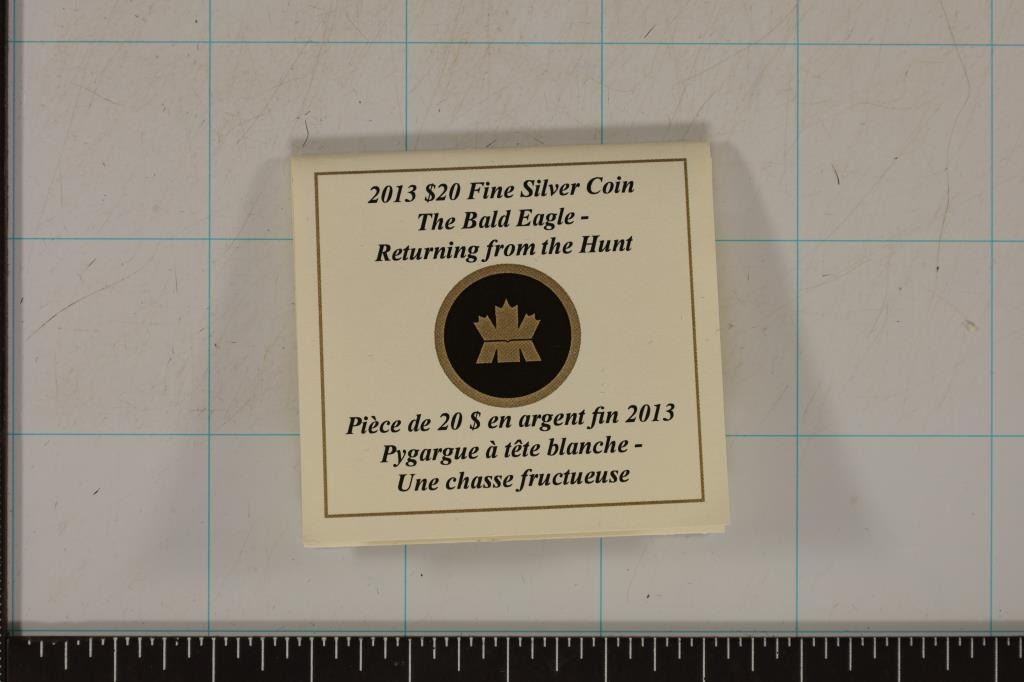 2013 $20 Fine Silver Coin
The Bald Eagle -
Returning from the Hunt
Pièce de 20 $ en argent fin 2013
Pygargue à tête blanche -
Une chasse fructueuse